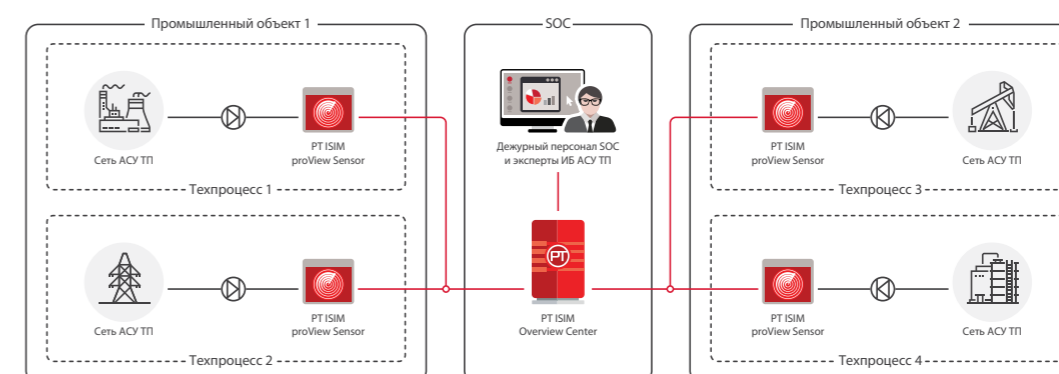 Промышленный объект 1
Сеть АСУ ТП
PT ISIM
proView Sensor
Техпроцесс 1
Сеть АСУ ТП
PT ISIM
proView Sensor
Техпроцесс 2
SOC
Дежурный персонал SOC
и эксперты ИБ АСУ ТП
PT
PT ISIM
Overview Center
Промышленный объект 2
PT ISIM
proView Sensor
Сеть АСУ ТП
Техпроцесс 3
PT ISIM
proView Sensor
Сеть АСУ ТП
Техпроцесс 4